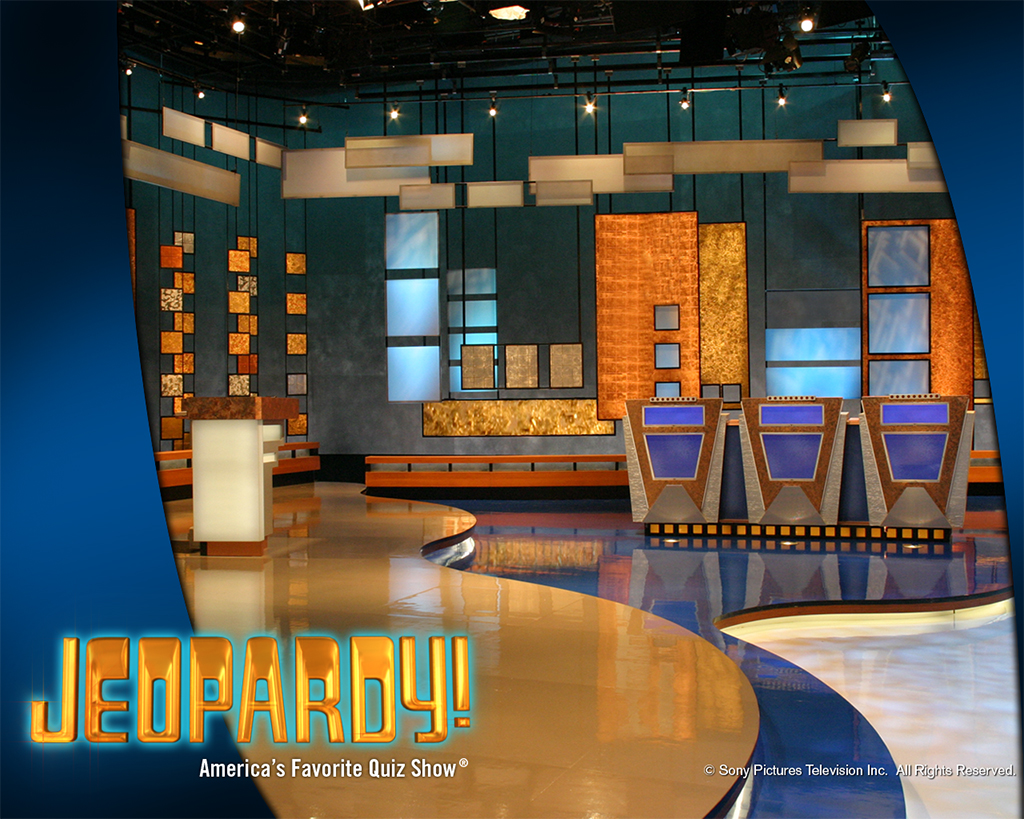 JEOPARDY!
America's Favorite Quiz Show®
© Sony Pictures Television Inc. All Rights Reserved.